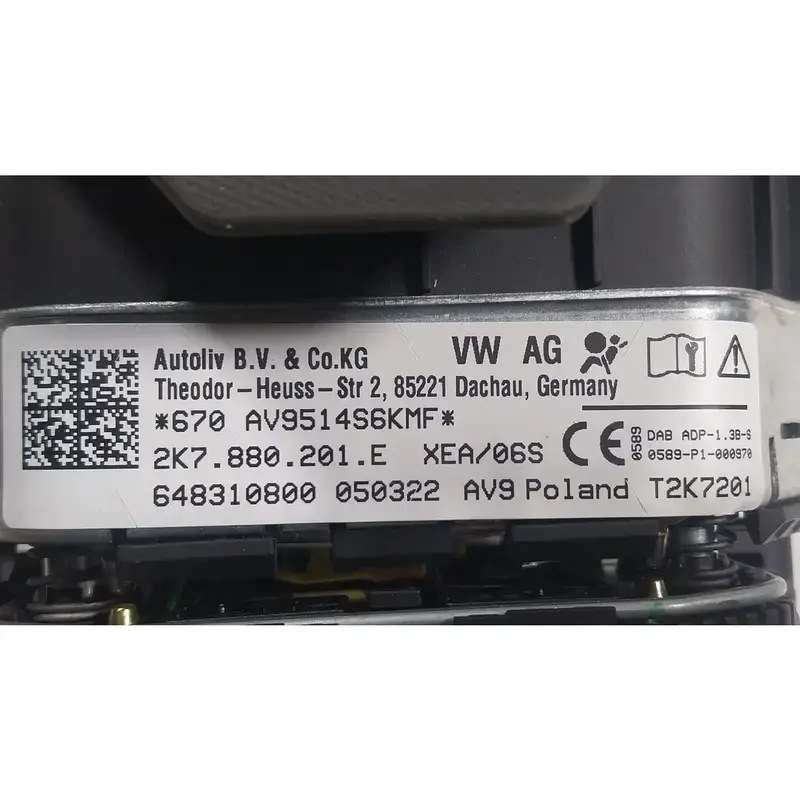 Autoliv B.V. & Co.KG VW AG
Theodor-Heuss-Str 2, 85221 Dachau, Germany
*670 AV9514S6KMF*
2K7.880.201.E XEA/06S CE 0589 DAB ADP-1.3B-S
0589-P1-000970
648310800 050322 AV9 Poland T2K7201